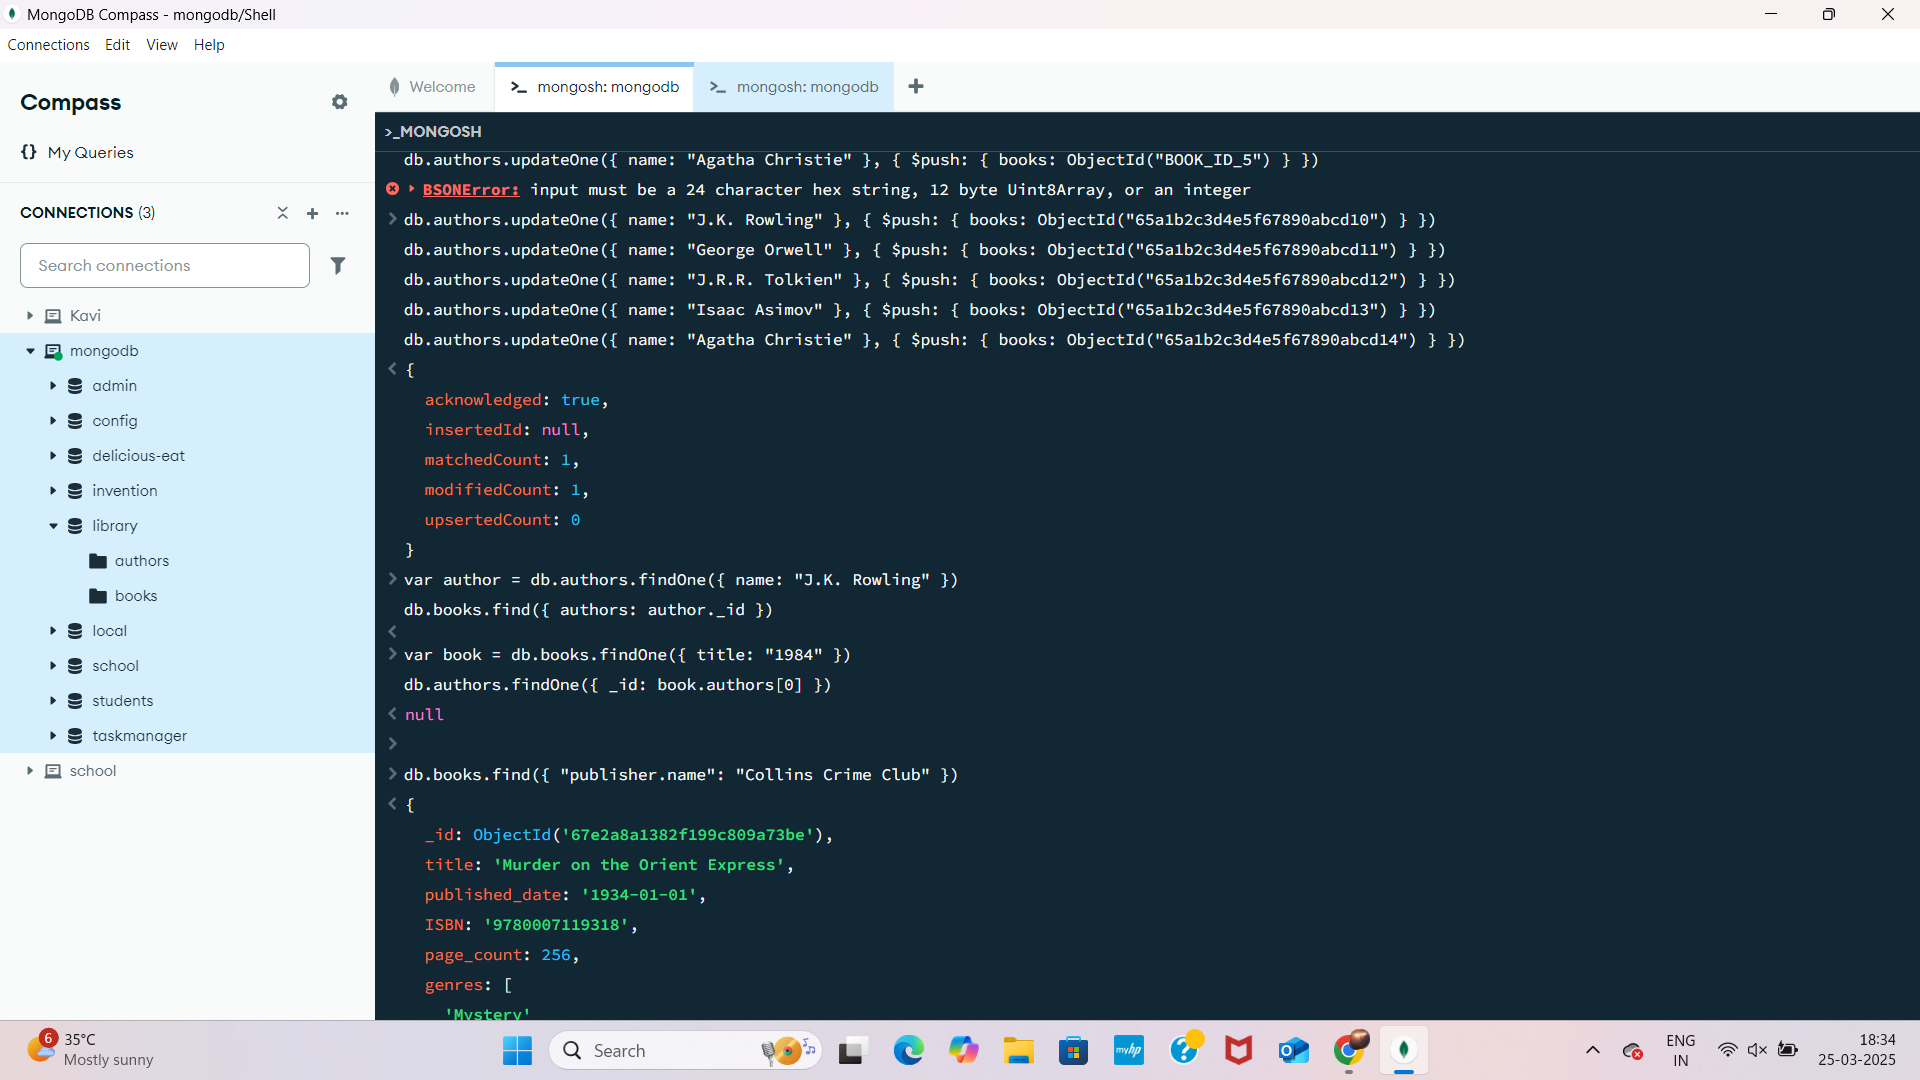 MongoDB Compass - mongodb/Shell
Connections Edit View Help
Compass
My Queries
CONNECTIONS (3)
Search connections
Kavi
mongodb
admin
config
delicious-eat
invention
library
authors
books
local
school
students
taskmanager
school
Welcome
>_ mongosh: mongodb
>_ mongosh: mongodb
>_MONGOSH
db.authors.updateOne({ name: "Agatha Christie" }, { $push: { books: ObjectId("BOOK_ID_5") } })
BSONError: input must be a 24 character hex string, 12 byte Uint8Array, or an integer
> db.authors.updateOne({ name: "J.K. Rowling" }, { $push: { books: ObjectId("65a1b2c3d4e5f67890abcd10") } })
db.authors.updateOne({ name: "George Orwell" }, { $push: { books: ObjectId("65a1b2c3d4e5f67890abcd11") } })
db.authors.updateOne({ name: "J.R.R. Tolkien" }, { $push: { books: ObjectId("65a1b2c3d4e5f67890abcd12") } })
db.authors.updateOne({ name: "Isaac Asimov" }, { $push: { books: ObjectId("65a1b2c3d4e5f67890abcd13") } })
db.authors.updateOne({ name: "Agatha Christie" }, { $push: { books: ObjectId("65a1b2c3d4e5f67890abcd14") } })
< {
acknowledged: true,
insertedId: null,
matchedCount: 1,
modifiedCount: 1,
upsertedCount: 0
}
> var author = db.authors.findOne({ name: "J.K. Rowling" })
db.books.find({ authors: author._id })
<
> var book = db.books.findOne({ title: "1984" })
db.authors.findOne({ _id: book.authors[0] })
< null
>
> db.books.find({ "publisher.name": "Collins Crime Club" })
< {
_id: ObjectId('67e2a8a1382f199c809a73be'),
title: 'Murder on the Orient Express',
published_date: '1934-01-01',
ISBN: '9780007119318',
page_count: 256,
genres: [
'Mystery'
6
35°C
Mostly sunny
Search
myhp
ENG
IN
18:34
25-03-2025